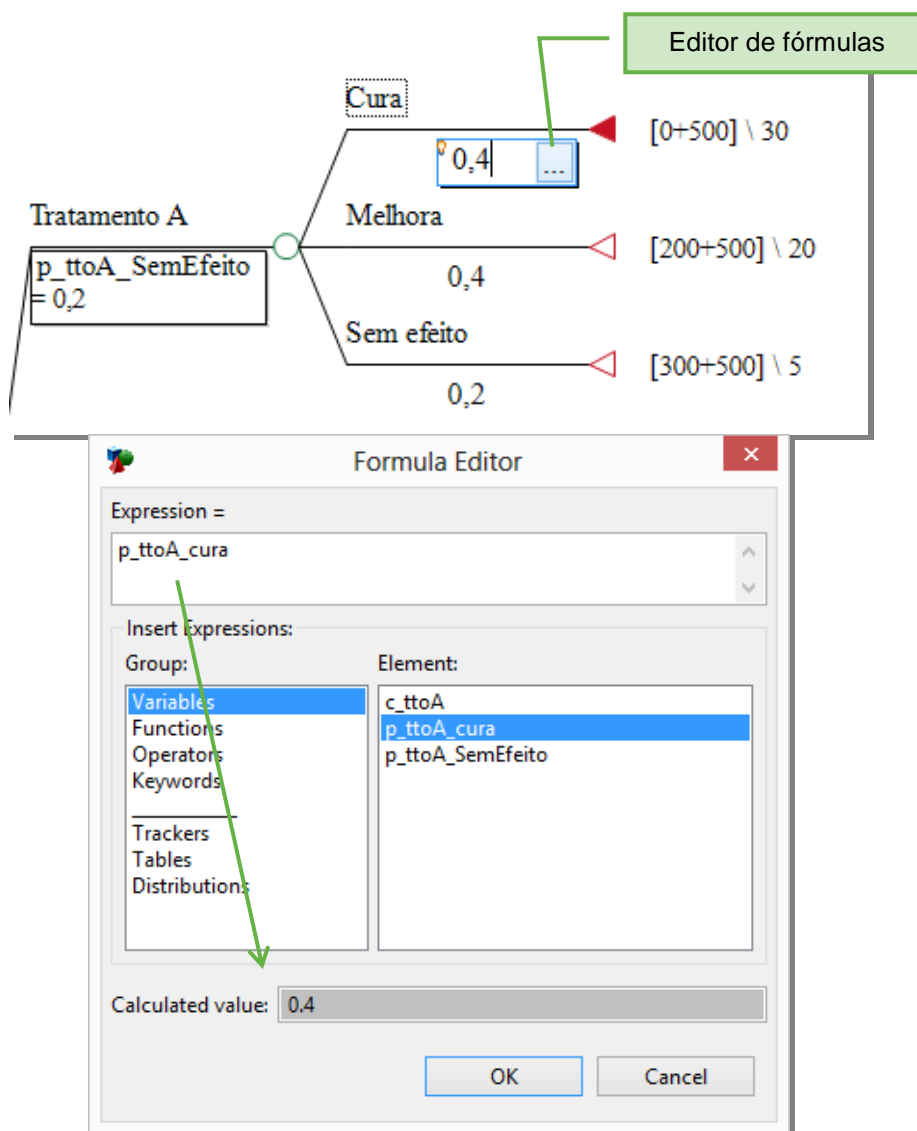 Editor de fórmulas
Cura
[0+500] \ 30
0,4
...
Tratamento A
Melhora
[200+500] \ 20
p_ttoA_SemEfeito
= 0,2
0,4
Sem efeito
[300+500] \ 5
0,2
Formula Editor
Expression =
p_ttoA_cura
Insert Expressions:
Group:
Element:
Variables
c_ttoA
Functions
p_ttoA_cura
Operators
p_ttoA_SemEfeito
Keywords
Trackers
Tables
Distributions
Calculated value: 0.4
OK
Cancel